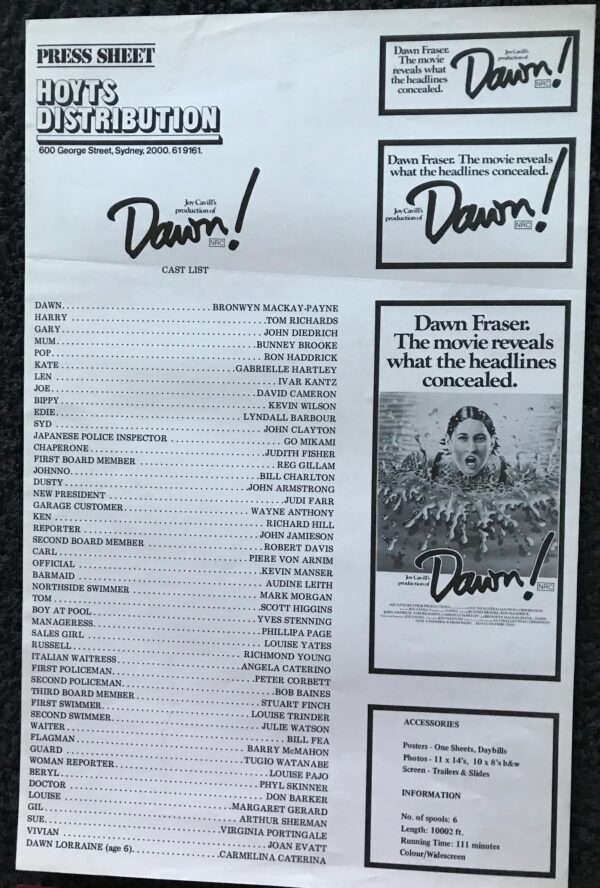 PRESS SHEET
HOYTS
DISTRIBUTION
600 George Street, Sydney, 2000. 619161.
Joy Cavill's
production of
Dawn!
NRC
CAST LIST
DAWN..........BRONWYN MACKAY-PAYNE
HARRY..........TOM RICHARDS
GARY..........JOHN DIEDRICH
MUM..........BUNNEY BROOKE
POP..........RON HADDRICK
KATE..........GABRIELLE HARTLEY
LEN..........IVAR KANTZ
JOE..........DAVID CAMERON
BIPPY..........KEVIN WILSON
EDIE..........LYNDALL BARBOUR
SYD..........JOHN CLAYTON
JAPANESE POLICE INSPECTOR..........GO MIKAMI
CHAPERONE..........JUDITH FISHER
FIRST BOARD MEMBER..........REG GILLAM
JOHNNO..........BILL CHARLTON
DUSTY..........JOHN ARMSTRONG
NEW PRESIDENT..........JUDI FARR
GARAGE CUSTOMER..........WAYNE ANTHONY
KEN..........RICHARD HILL
REPORTER..........JOHN JAMIESON
SECOND BOARD MEMBER..........ROBERT DAVIS
CARL..........PIERE VON ARNIM
OFFICIAL..........KEVIN MANSER
BARMAID..........AUDINE LEITH
NORTHSIDE SWIMMER..........MARK MORGAN
TOM..........SCOTT HIGGINS
BOY AT POOL..........YVES STENNING
MANAGERESS..........PHILLIPA PAGE
SALES GIRL..........LOUISE YATES
RUSSELL..........RICHMOND YOUNG
ITALIAN WAITRESS..........ANGELA CATERINO
FIRST POLICEMAN..........PETER CORBETT
SECOND POLICEMAN..........BOB BAINES
THIRD BOARD MEMBER..........STUART FINCH
FIRST SWIMMER..........LOUISE TRINDER
SECOND SWIMMER..........JULIE WATSON
WAITER..........BILL FEA
FLAGMAN..........BARRY McMAHON
GUARD..........TUGIO WATANABE
WOMAN REPORTER..........LOUISE PAJO
BERYL..........PHYL SKINNER
DOCTOR..........DON BARKER
LOUISE..........MARGARET GERARD
GIL..........ARTHUR SHERMAN
SUE..........VIRGINIA PORTINGALE
VIVIAN..........JOAN EVATT
DAWN LORRAINE (age 6)..........CARMELINA CATERINA
Dawn Fraser.
The movie
reveals what
the headlines
concealed.
Joy Cavill's
production of
Dawn!
NRC
Dawn Fraser. The movie reveals
what the headlines concealed.
Joy Cavill's
production of
Dawn!
NRC
Dawn Fraser.
The movie reveals
what the headlines
concealed.
Joy Cavill's
production of
Dawn!
NRC
ACCESSORIES
Posters - One Sheets, Daybills
Photos - 11 x 14's, 10 x 8's b&w
Screen - Trailers & Slides
INFORMATION
No. of spools: 6
Length: 10002 ft.
Running Time: 111 minutes
Colour/Widescreen